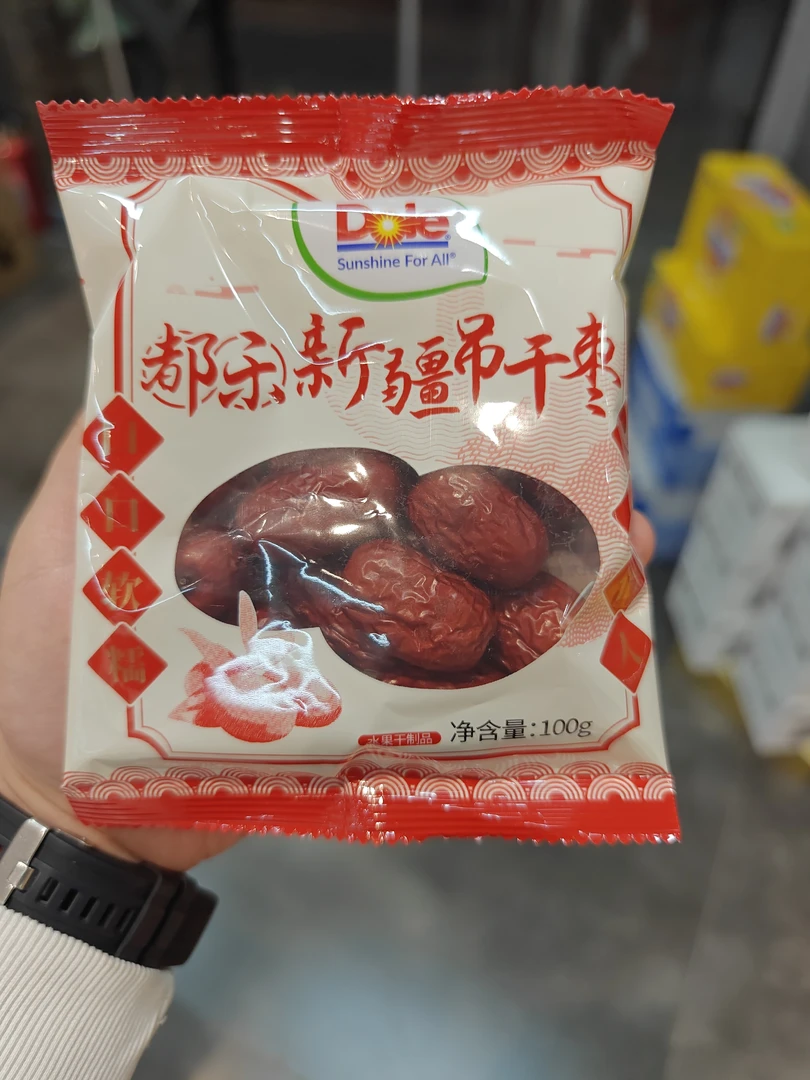 Dole
Sunshine For All®
都乐新疆吊干枣
口
软
糯
人
水果干制品
净含量:100g